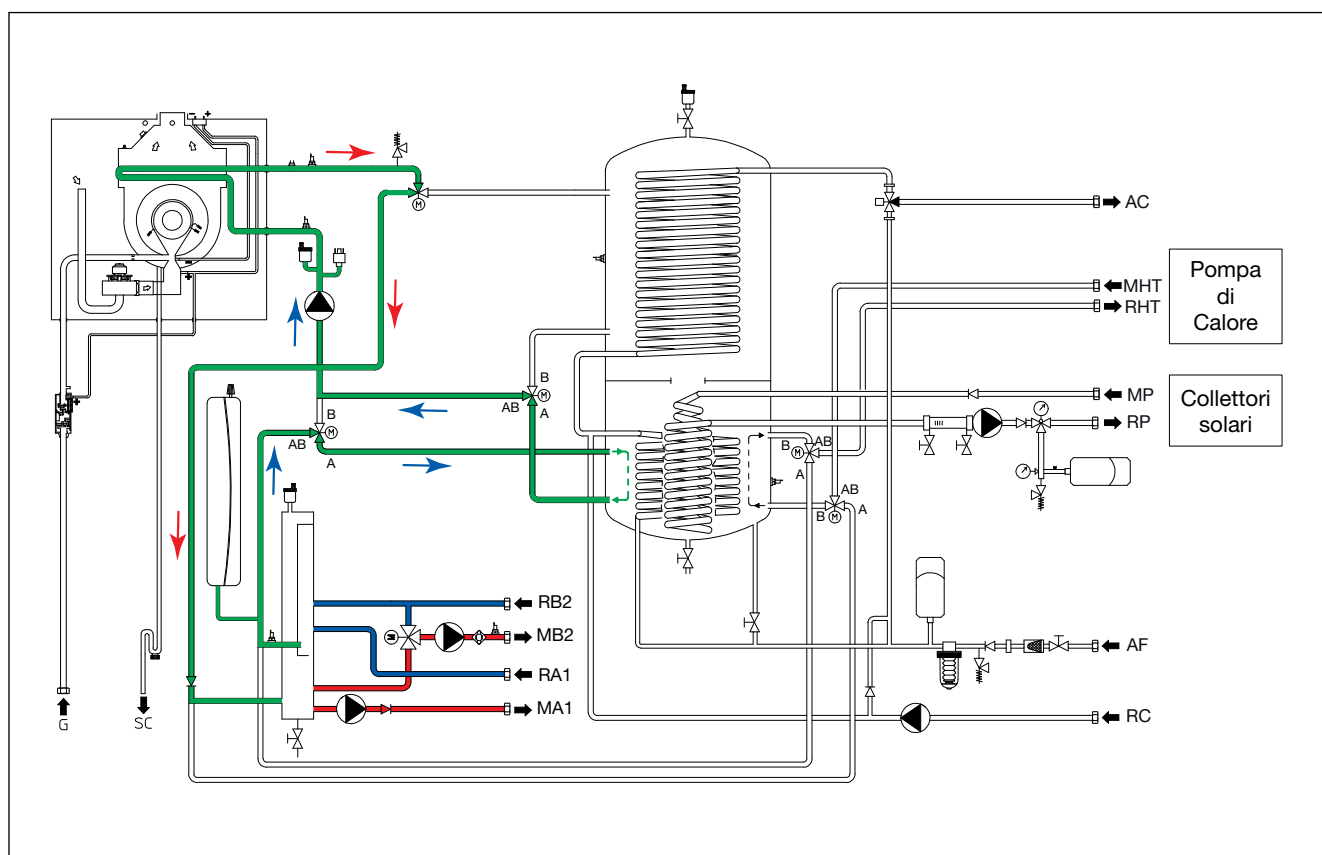 - +
M
AC
MHT
RHT
Pompa
di
Calore
B
AB M
A
MP
Collettori
solari
RP
B
AB M
A
B AB
M
A
AB
B A
M
+
-
+
RB2
M
MB2
RA1
MA1
AF
RC
G
SC